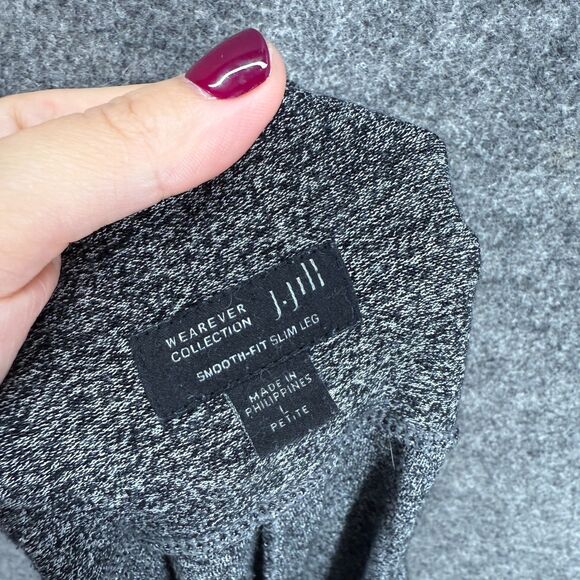 WEAREVER
COLLECTION
J.Jill
SMOOTH-FIT SLIM LEG
MADE IN
PHILIPPINES
L
PETITE